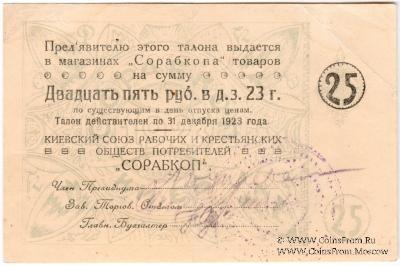 Пред'явителю этого талона выдается
в магазинах „Сорабкопа" товаров
на сумму
Двадцать пять руб. в д.з. 23 г.
по существующим в день отпуска ценам.
Талон действителен по 31 декабря 1923 года.
25
КИЕВСКИЙ СОЮЗ РАБОЧИХ И КРЕСТЬЯНСКИХ
ОБЩЕСТВ ПОТРЕБИТЕЛЕЙ
„СОРАБКОП".
Член Президиума
Зав. Торгов. Отделом
Главн. Бухгалтер
25
© www.CoinsFrom.Ru
www.CoinsFrom.Moscow